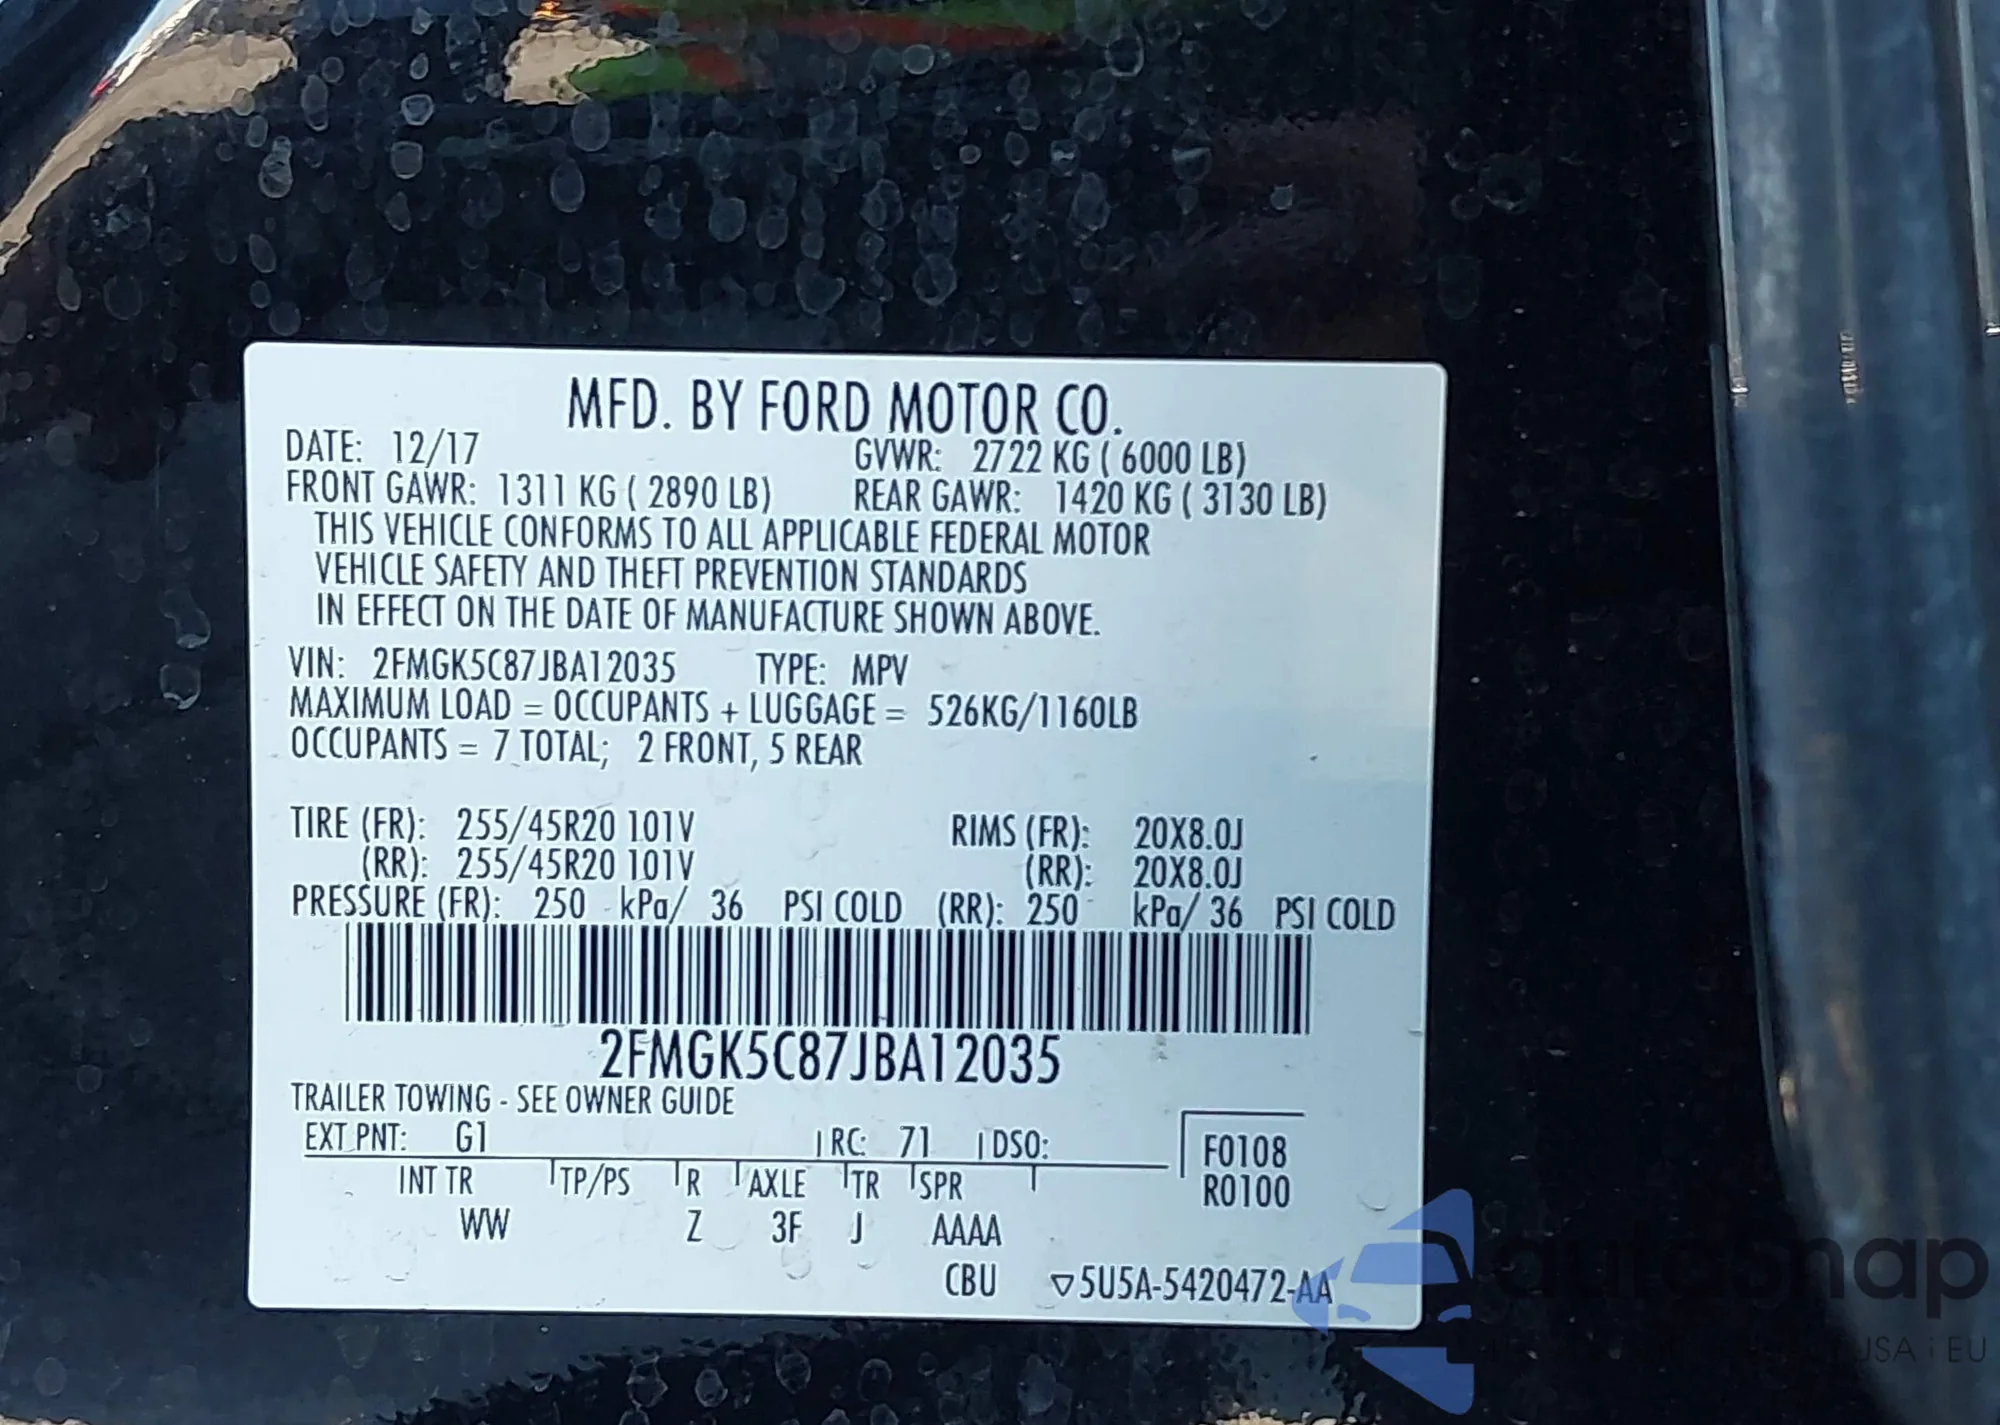 MFD. BY FORD MOTOR CO.
DATE: 12/17 GVWR: 2722 KG ( 6000 LB)
FRONT GAWR: 1311 KG ( 2890 LB) REAR GAWR: 1420 KG ( 3130 LB)
THIS VEHICLE CONFORMS TO ALL APPLICABLE FEDERAL MOTOR
VEHICLE SAFETY AND THEFT PREVENTION STANDARDS
IN EFFECT ON THE DATE OF MANUFACTURE SHOWN ABOVE.
VIN: 2FMGK5C87JBA12035 TYPE: MPV
MAXIMUM LOAD = OCCUPANTS + LUGGAGE = 526KG/1160LB
OCCUPANTS = 7 TOTAL; 2 FRONT, 5 REAR
TIRE (FR): 255/45R20 101V RIMS (FR): 20X8.0J
(RR): 255/45R20 101V (RR): 20X8.0J
PRESSURE (FR): 250 kPa/ 36 PSI COLD (RR): 250 kPa/ 36 PSI COLD
2FMGK5C87JBA12035
TRAILER TOWING - SEE OWNER GUIDE
EXT PNT: G1 RC: 71 DSO: F0108
INT TR TP/PS R AXLE TR SPR R0100
WW Z 3F J AAAA
CBU ▽5U5A-5420472-AA
USA i EU